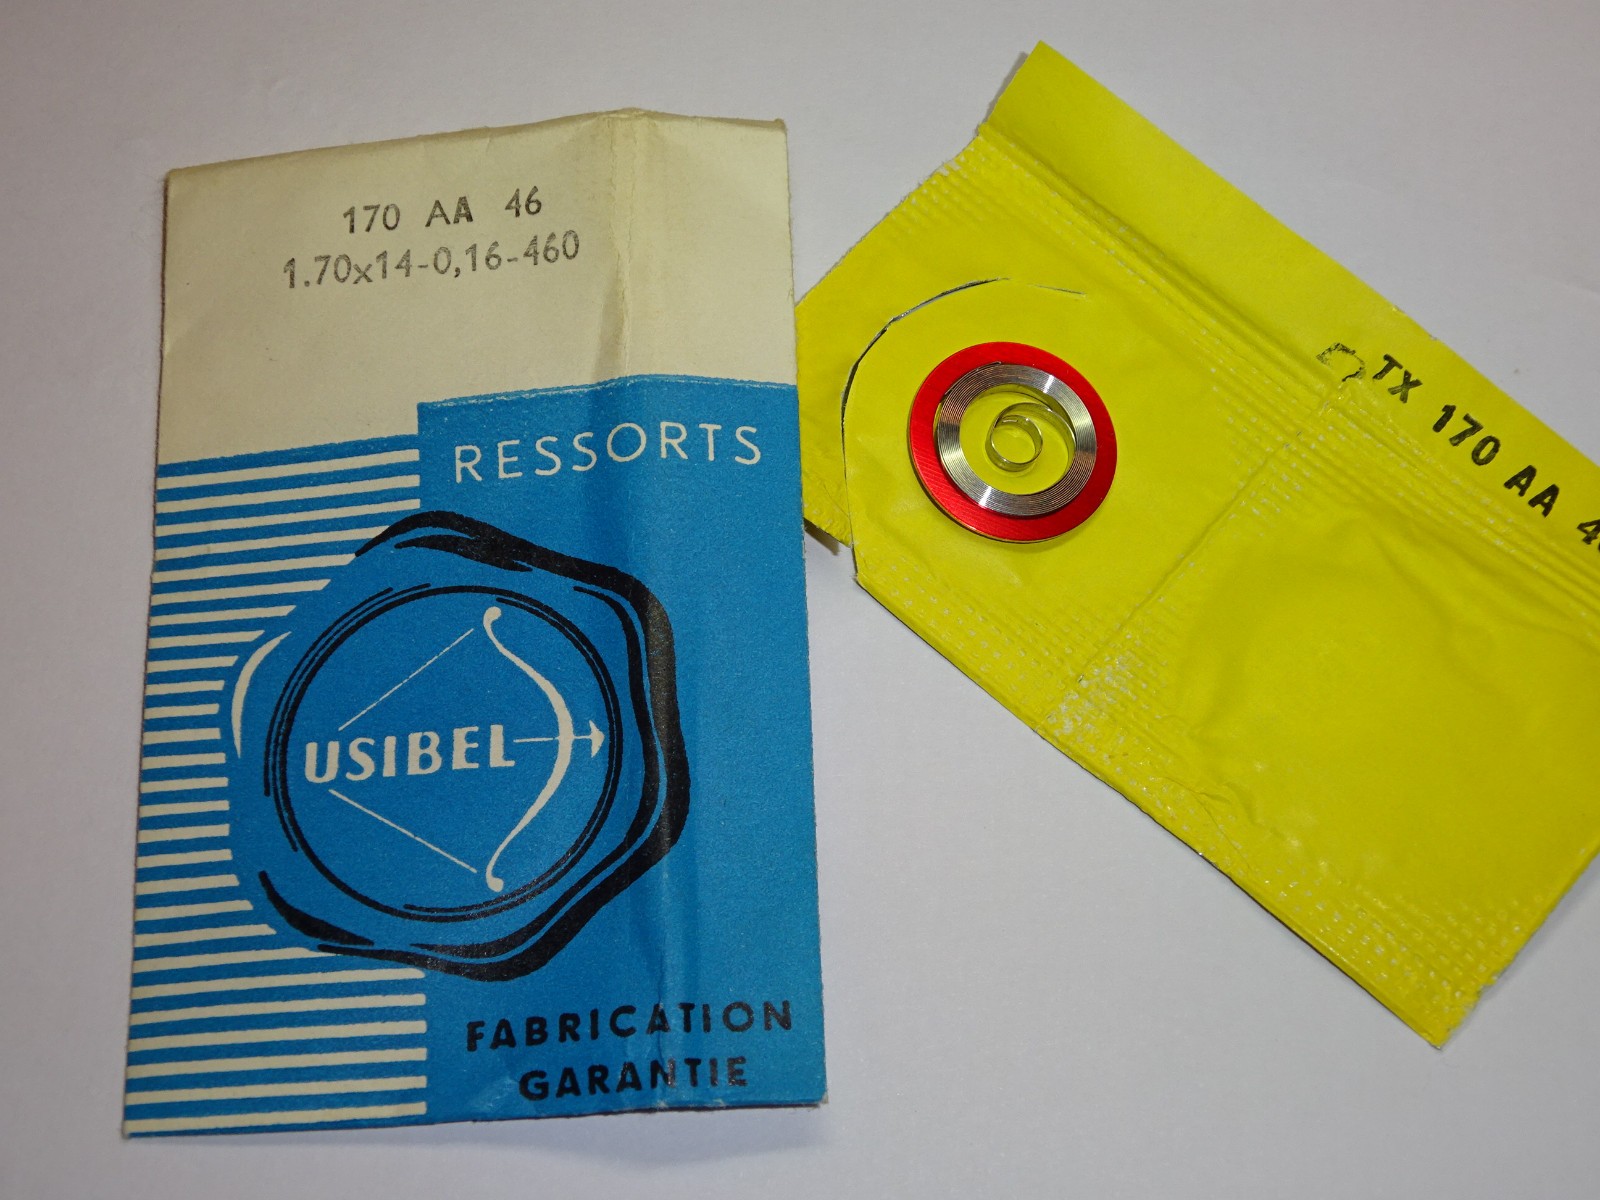 170 AA 46
1.70x14-0,16-460
RESSORTS
USIBEL
FABRICATION
GARANTIE
TX 170 AA